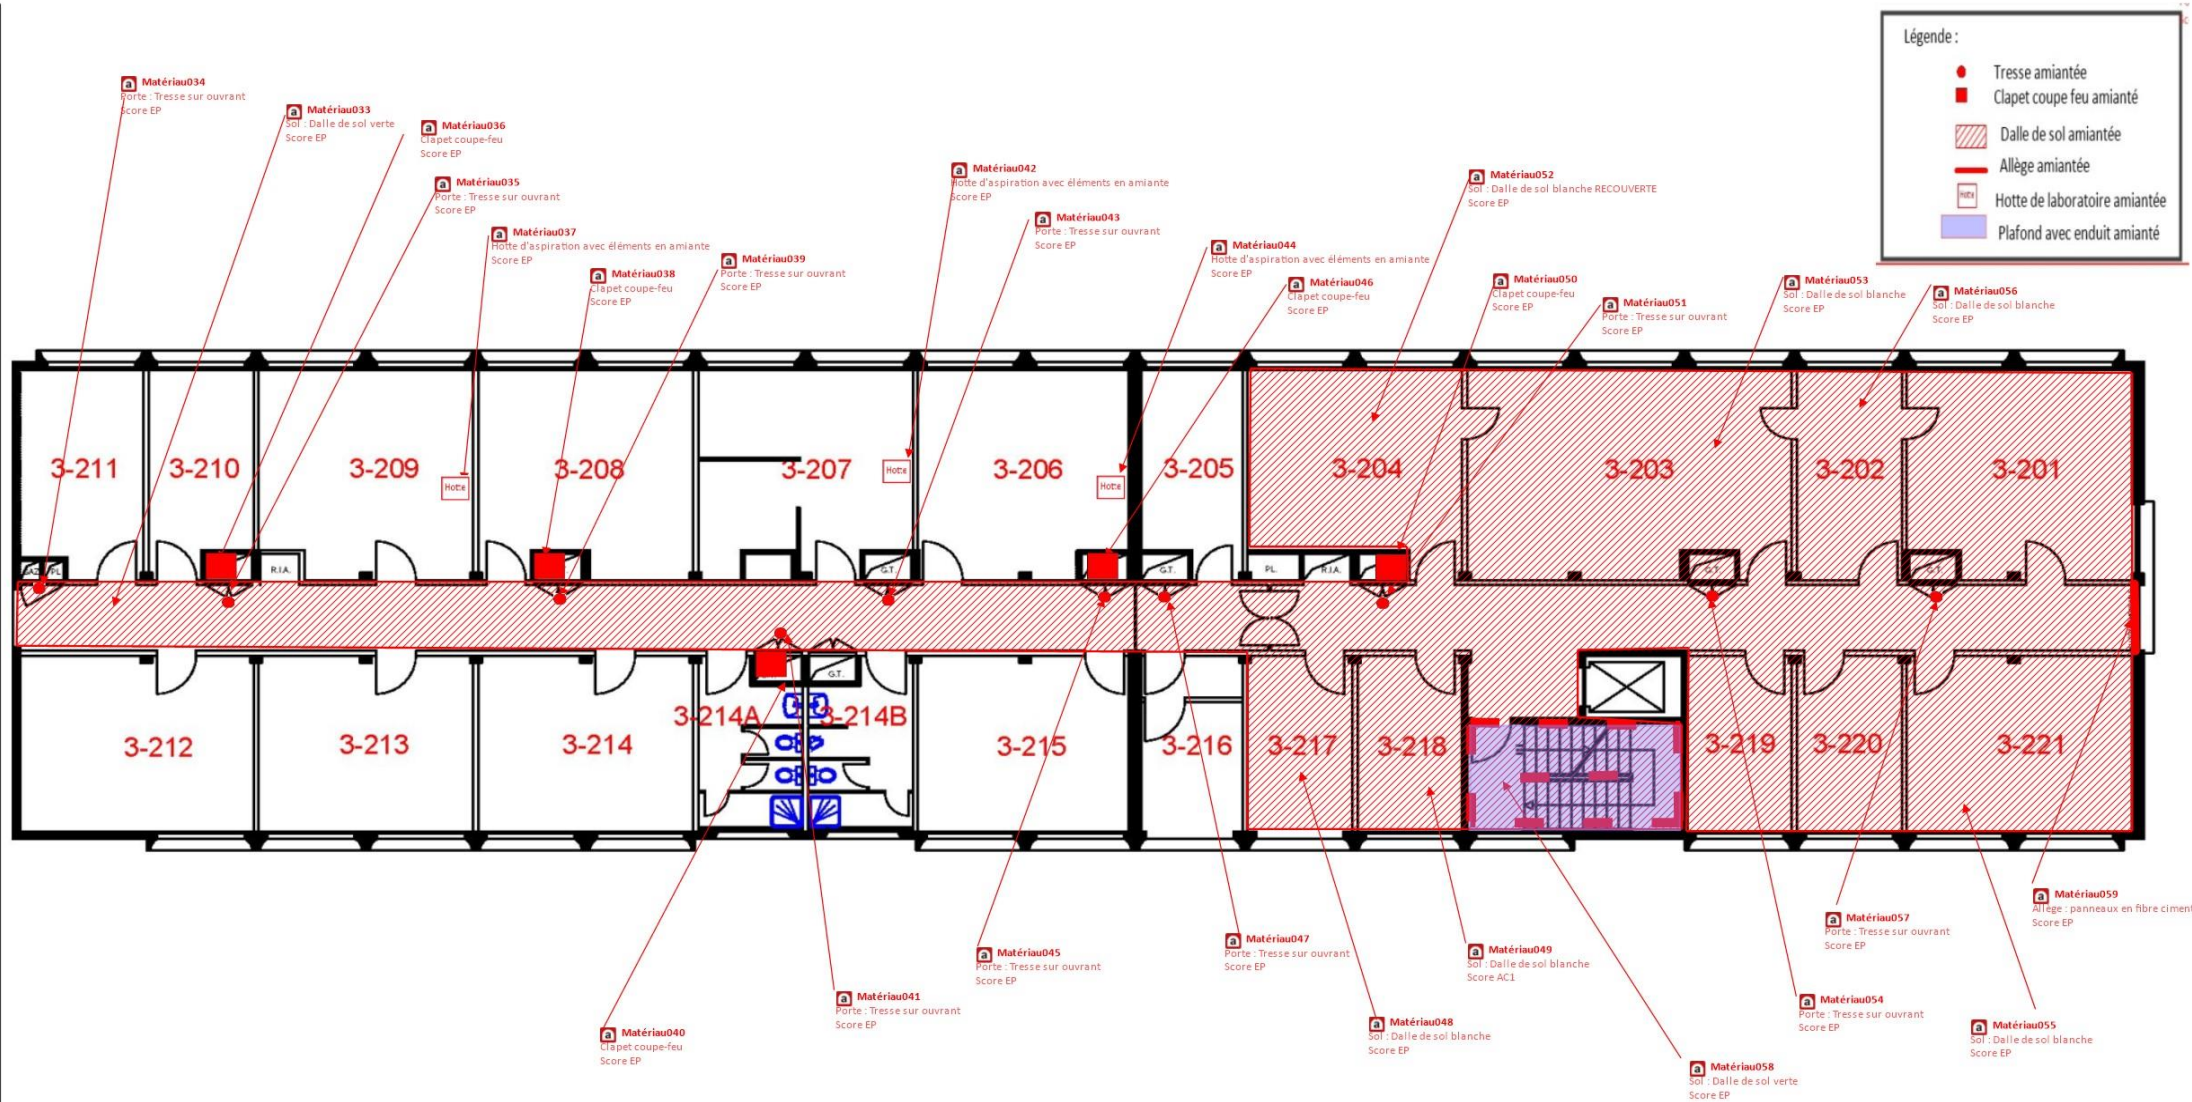 Légende :
Tresse amiantée
Clapet coupe feu amianté
Dalle de sol amiantée
Allège amiantée
Hotte
Hotte de laboratoire amiantée
Plafond avec enduit amianté
a Matériau034
Porte : Tresse sur ouvrant
Score EP
a Matériau033
Sol : Dalle de sol verte
Score EP
a Matériau036
Clapet coupe-feu
Score EP
a Matériau035
Porte : Tresse sur ouvrant
Score EP
a Matériau037
Hotte d'aspiration avec éléments en amiante
Score EP
a Matériau038
Clapet coupe-feu
Score EP
a Matériau039
Porte : Tresse sur ouvrant
Score EP
a Matériau042
Hotte d'aspiration avec éléments en amiante
Score EP
a Matériau043
Porte : Tresse sur ouvrant
Score EP
a Matériau044
Hotte d'aspiration avec éléments en amiante
Score EP
a Matériau046
Clapet coupe-feu
Score EP
a Matériau052
Sol : Dalle de sol blanche RECOUVERTE
Score EP
a Matériau050
Clapet coupe-feu
Score EP
a Matériau051
Porte : Tresse sur ouvrant
Score EP
a Matériau053
Sol : Dalle de sol blanche
Score EP
a Matériau056
Sol : Dalle de sol blanche
Score EP
3-211
3-210
3-209
Hotte
3-208
3-207
Hotte
3-206
Hotte
3-205
3-204
3-203
3-202
3-201
PL
R.I.A.
G.T.
G.T.
PL.
R.I.A.
G.T.
G.T.
G.T.
3-212
3-213
3-214
3-214A
3-214B
3-215
3-216
3-217
3-218
3-219
3-220
3-221
a Matériau059
Allège : panneaux en fibre ciment
Score EP
a Matériau057
Porte : Tresse sur ouvrant
Score EP
a Matériau047
Porte : Tresse sur ouvrant
Score EP
a Matériau049
Sol : Dalle de sol blanche
Score AC1
a Matériau045
Porte : Tresse sur ouvrant
Score EP
a Matériau041
Porte : Tresse sur ouvrant
Score EP
a Matériau054
Porte : Tresse sur ouvrant
Score EP
a Matériau048
Sol : Dalle de sol blanche
Score EP
a Matériau055
Sol : Dalle de sol blanche
Score EP
a Matériau040
Clapet coupe-feu
Score EP
a Matériau058
Sol : Dalle de sol verte
Score EP